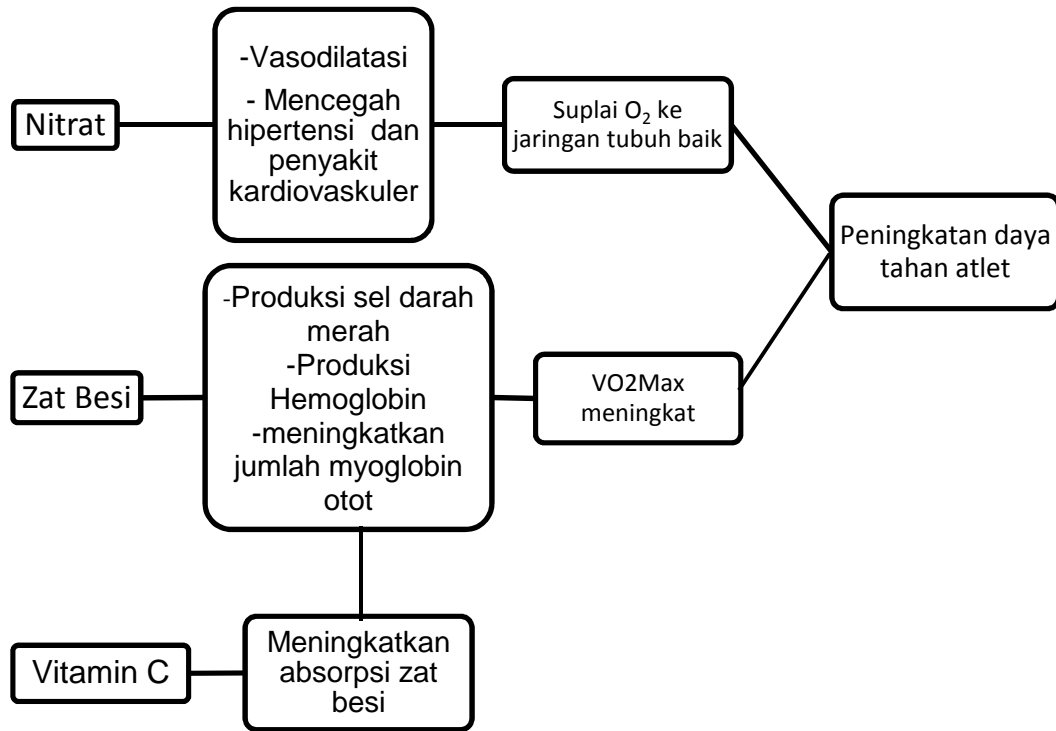 Nitrat
-Vasodilatasi
- Mencegah
hipertensi dan
penyakit
kardiovaskuler
Suplai O₂ ke
jaringan tubuh baik
Peningkatan daya
tahan atlet
Zat Besi
-Produksi sel darah
merah
-Produksi
Hemoglobin
-meningkatkan
jumlah myoglobin
otot
VO2Max
meningkat
Vitamin C
Meningkatkan
absorpsi zat
besi